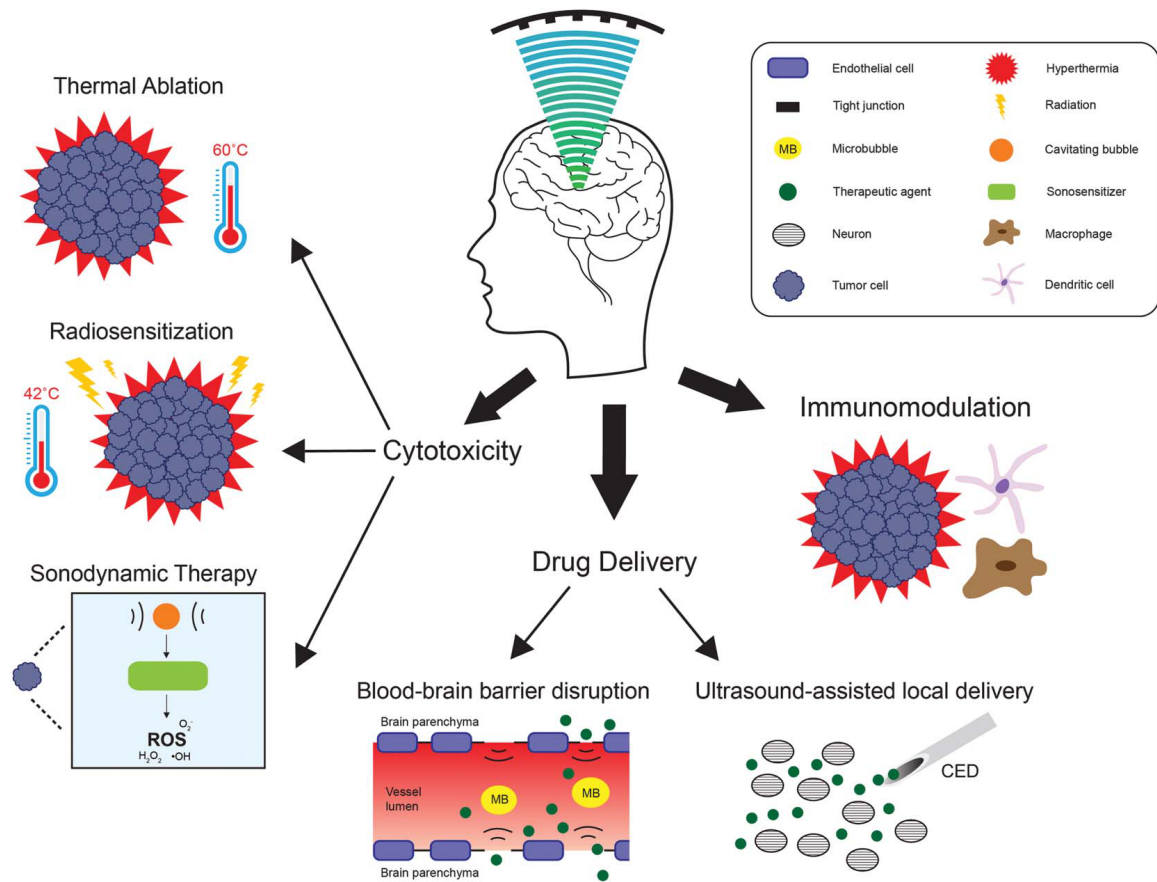 Thermal Ablation
60°C
Radiosensitization
42°C
Sonodynamic Therapy
O₂⁻
ROS
H₂O₂ •OH
Cytotoxicity
Drug Delivery
Immunomodulation
Endothelial cell
Tight junction
MB
Microbubble
Therapeutic agent
Neuron
Tumor cell
Hyperthermia
Radiation
Cavitating bubble
Sonosensitizer
Macrophage
Dendritic cell
Blood-brain barrier disruption
Brain parenchyma
Vessel
lumen
MB
MB
Brain parenchyma
Ultrasound-assisted local delivery
CED